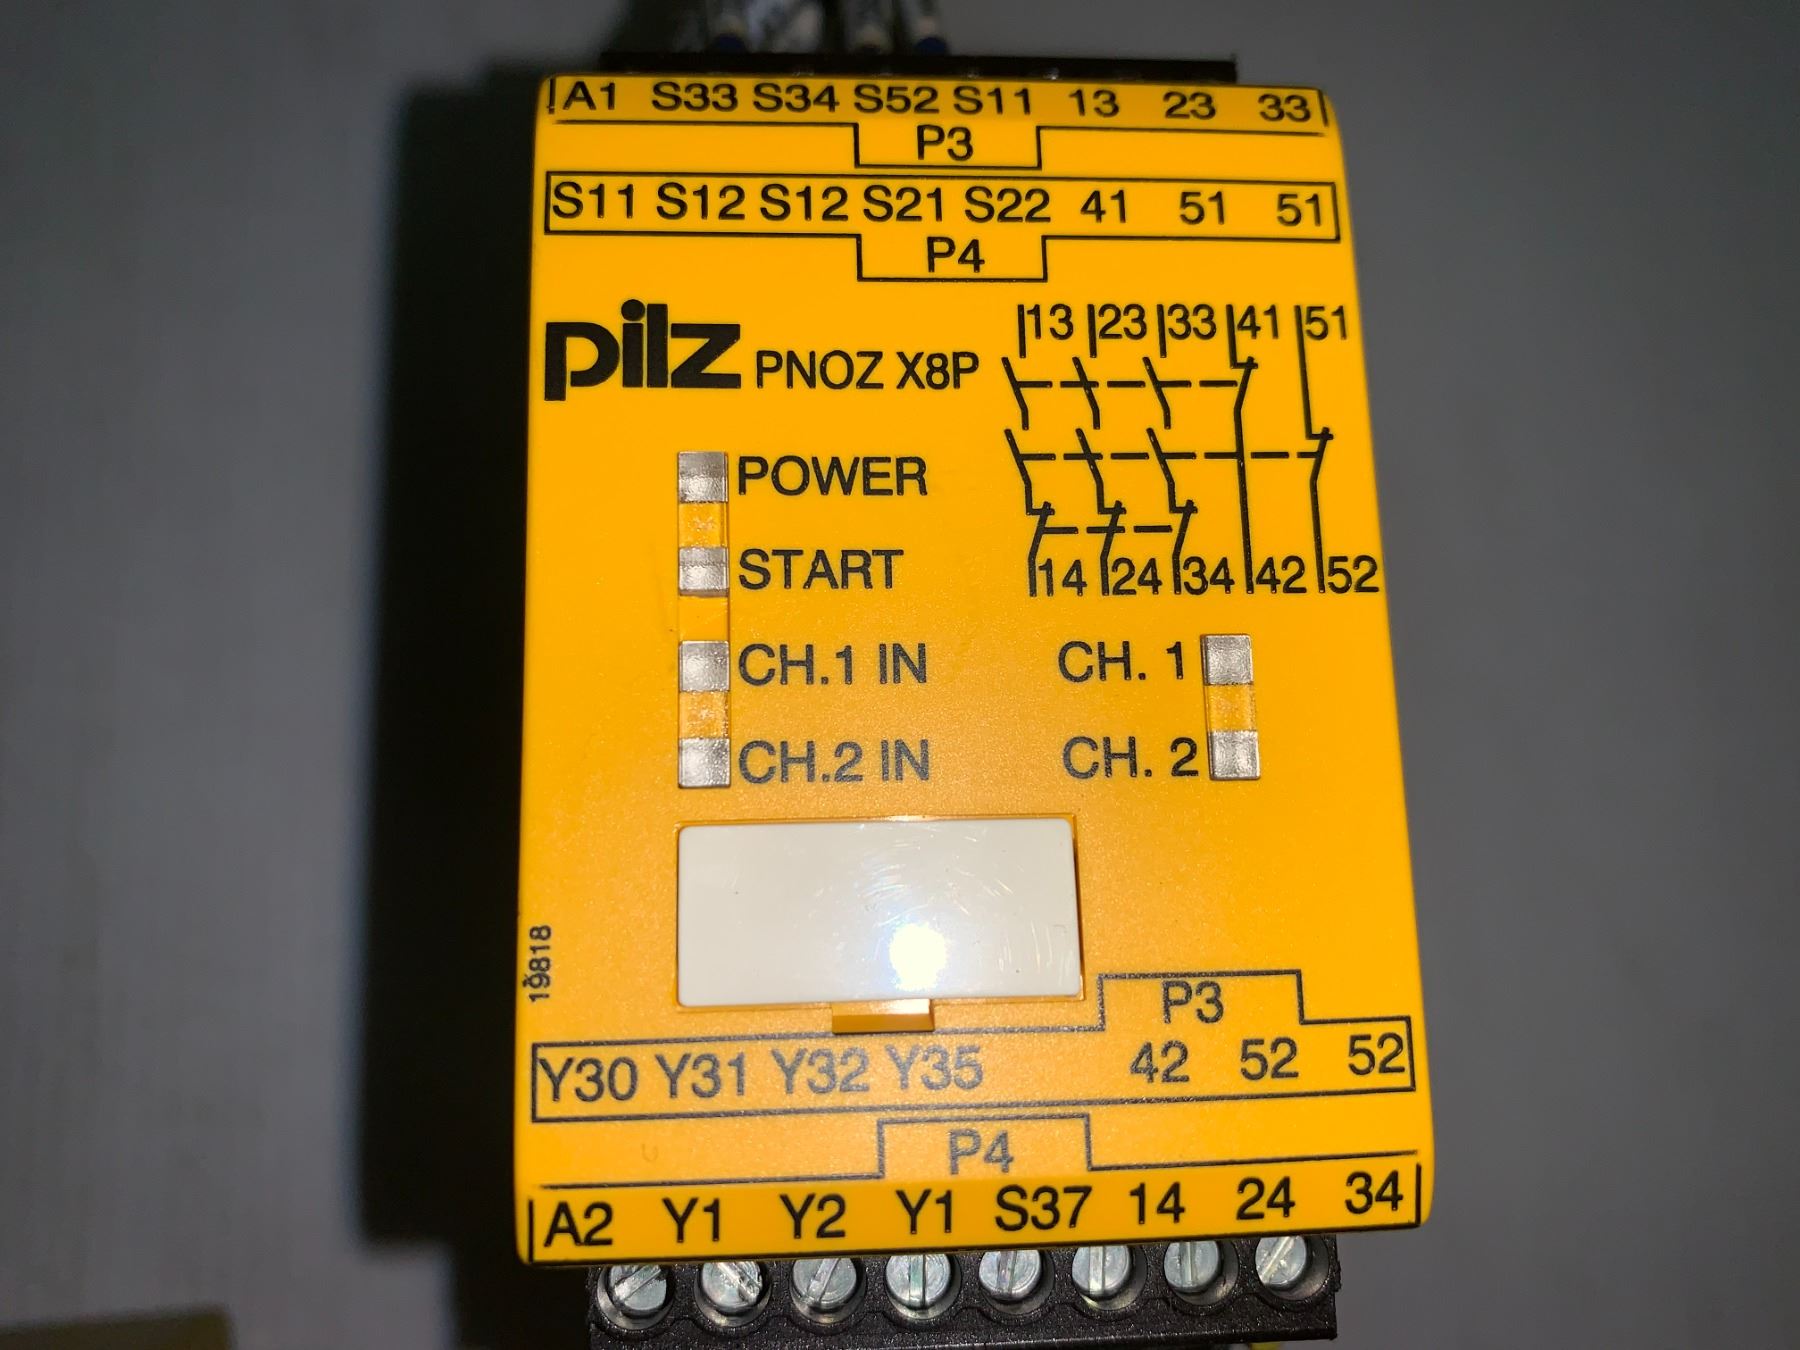 A1 S33 S34 S52 S11 13 23 33
P3
S11 S12 S12 S21 S22 41 51 51
P4
pilz PNOZ X8P
13 23 33 41 51
14 24 34 42 52
POWER
START
CH.1 IN
CH. 1
CH.2 IN
CH. 2
19818
P3
Y30 Y31 Y32 Y35 42 52 52
P4
A2 Y1 Y2 Y1 S37 14 24 34